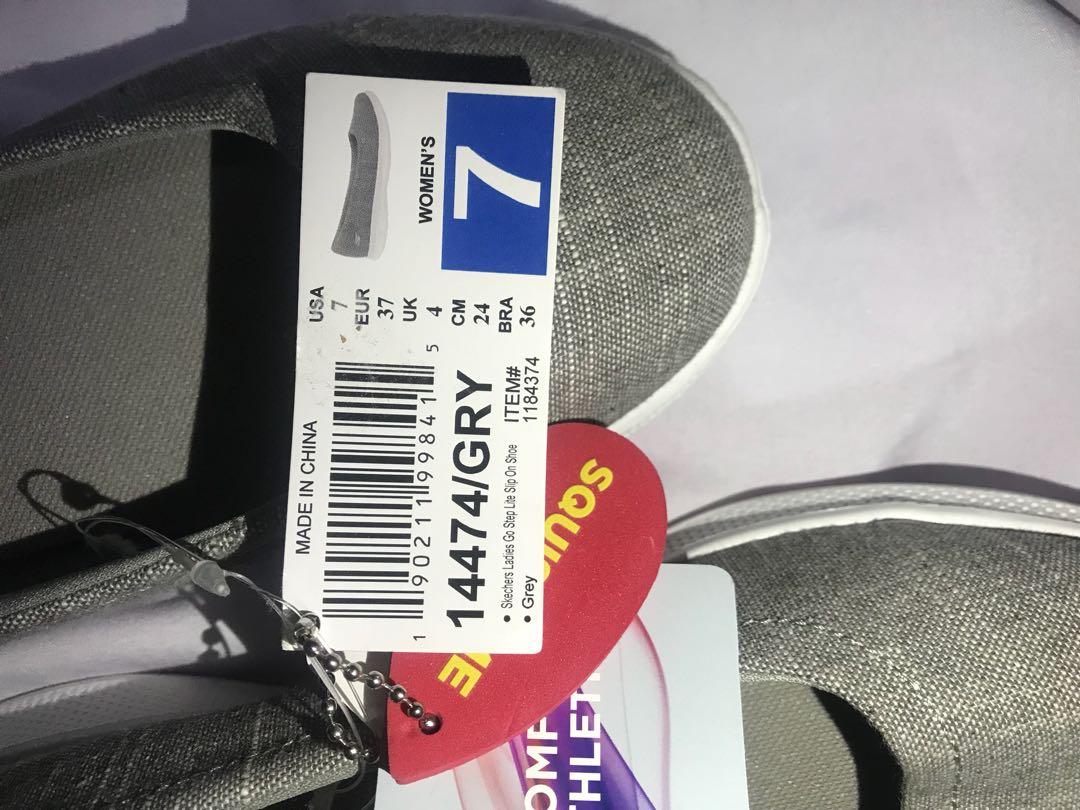 WOMEN'S
7
USA
7
EUR
37
UK
4
CM
24
BRA
36
MADE IN CHINA
1 90211 99841 5
14474/GRY
ITEM#
1184374
• Skechers Ladies Go Step Lite Slip On Shoe
• Grey